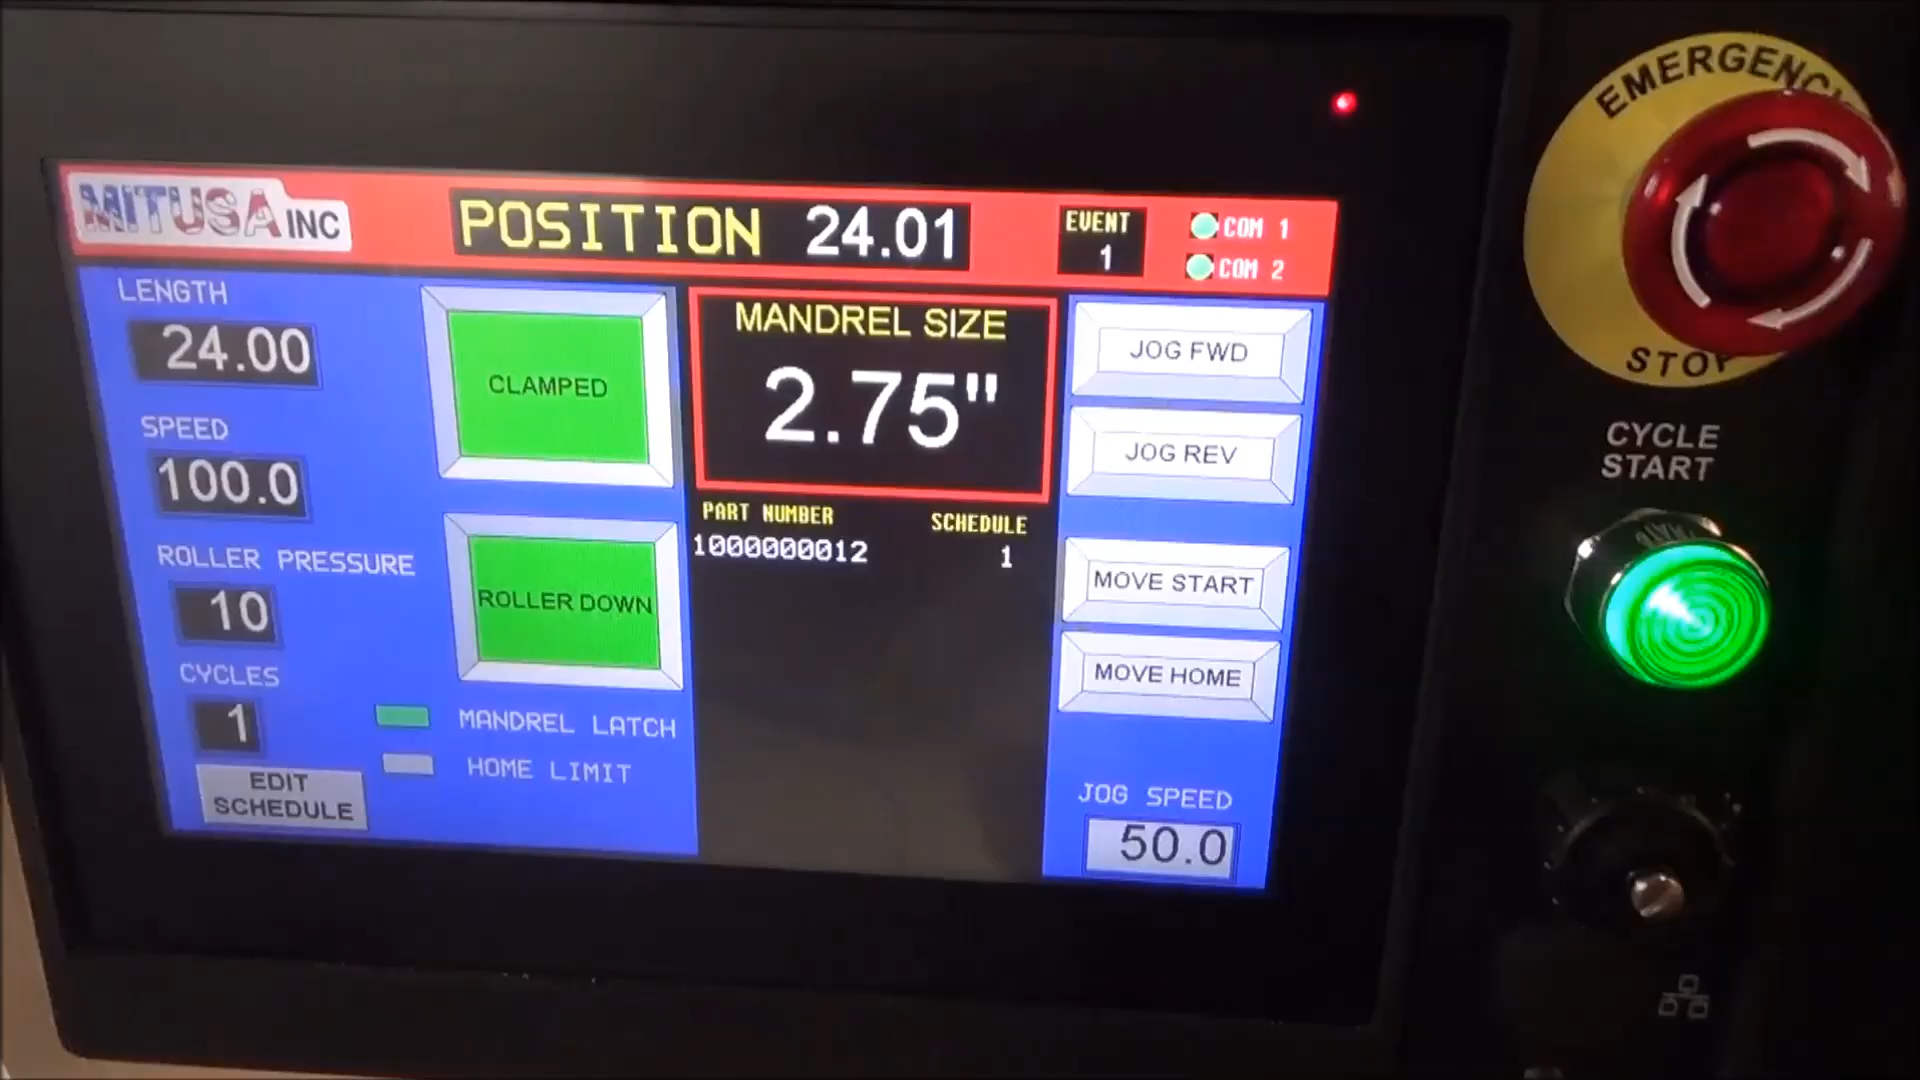 MITUSA INC
POSITION 24.01
EVENT
1
COM 1
COM 2
LENGTH
24.00
SPEED
100.0
ROLLER PRESSURE
10
CYCLES
1
EDIT
SCHEDULE
CLAMPED
ROLLER DOWN
MANDREL LATCH
HOME LIMIT
MANDREL SIZE
2.75"
PART NUMBER
1000000012
SCHEDULE
1
JOG FWD
JOG REV
MOVE START
MOVE HOME
JOG SPEED
50.0
EMERGENCY
STOP
CYCLE
START